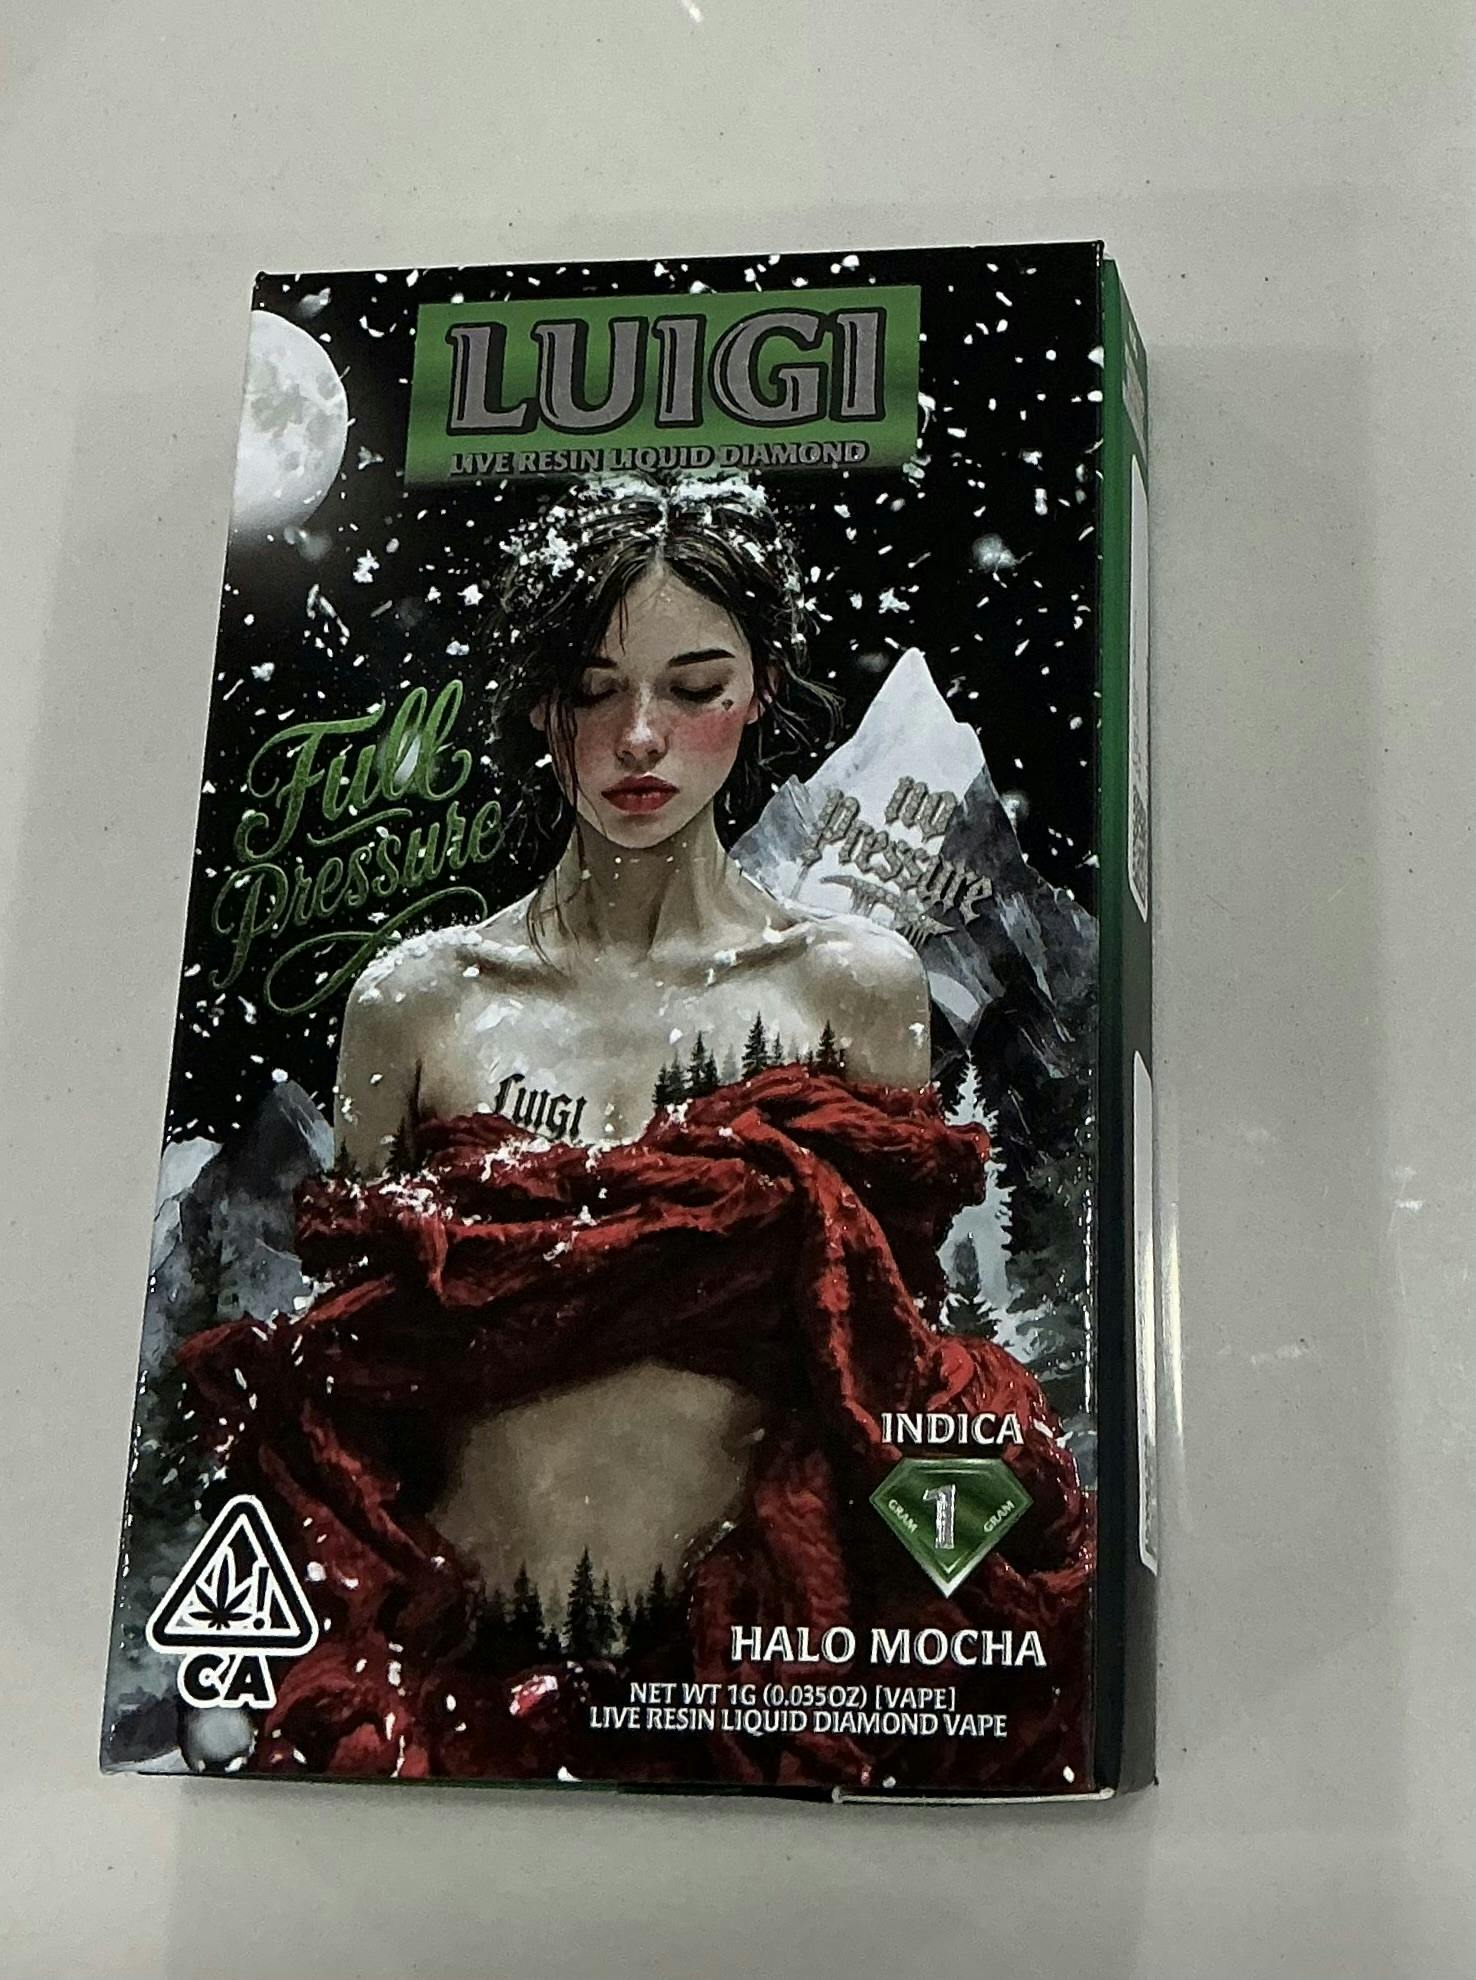 LUIGI
LIVE RESIN LIQUID DIAMOND
Full
Pressure
no
Pressure
LUIGI
INDICA
GRAM 1 GRAM
HALO MOCHA
CA
NET WT 1G (0.035OZ) [VAPE]
LIVE RESIN LIQUID DIAMOND VAPE